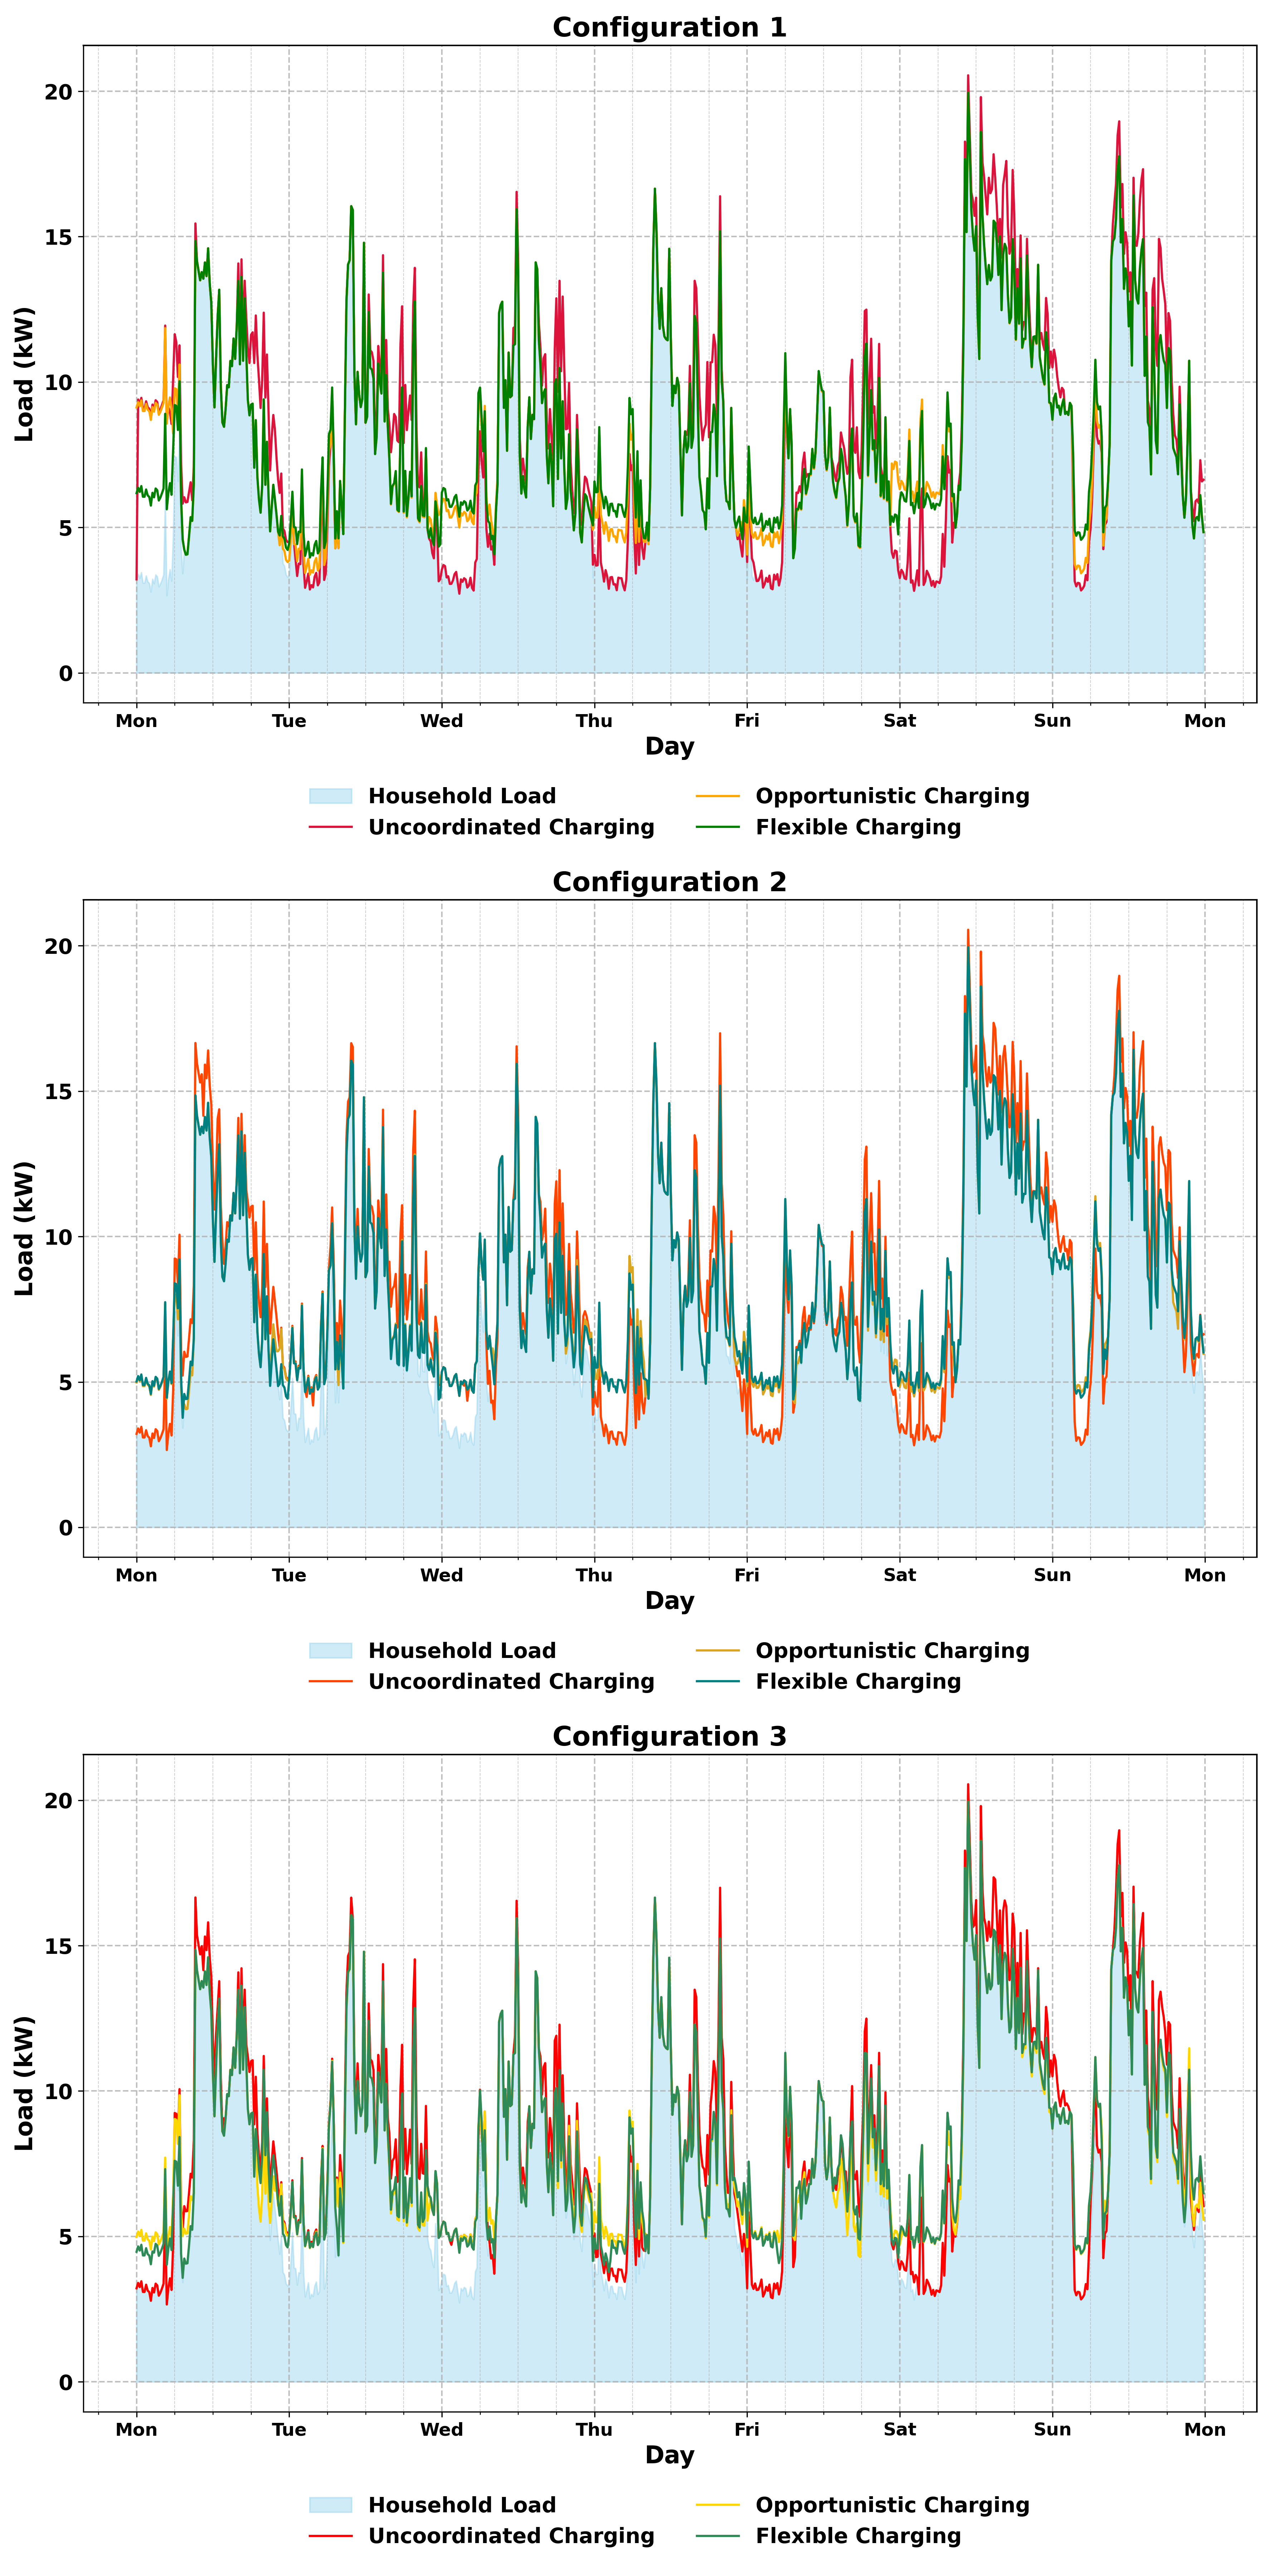 Configuration 1
Load (kW)
20
15
10
5
0
Mon Tue Wed Thu Fri Sat Sun Mon
Day
Household Load Opportunistic Charging
Uncoordinated Charging Flexible Charging
Configuration 2
Load (kW)
20
15
10
5
0
Mon Tue Wed Thu Fri Sat Sun Mon
Day
Household Load Opportunistic Charging
Uncoordinated Charging Flexible Charging
Configuration 3
Load (kW)
20
15
10
5
0
Mon Tue Wed Thu Fri Sat Sun Mon
Day
Household Load Opportunistic Charging
Uncoordinated Charging Flexible Charging